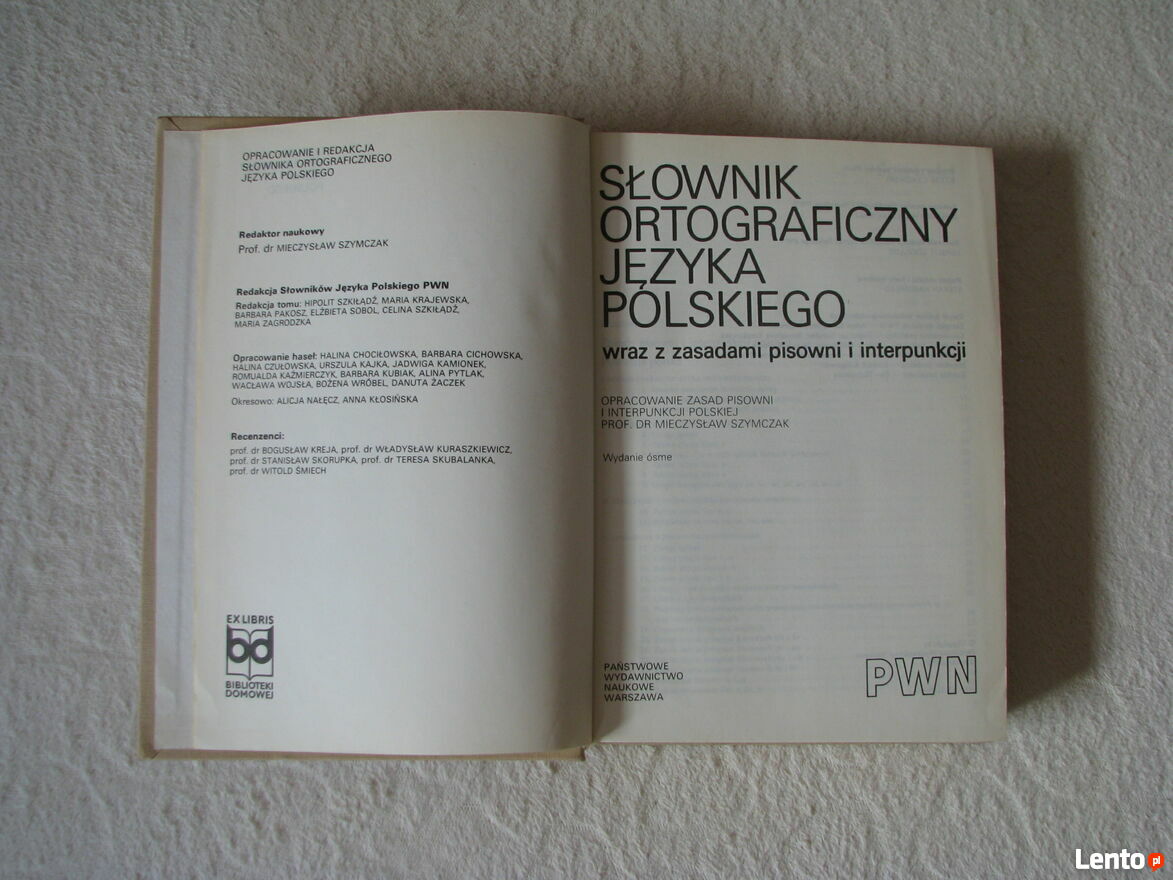 OPRACOWANIE I REDAKCJA
SŁOWNIKA ORTOGRAFICZNEGO
JĘZYKA POLSKIEGO
Redaktor naukowy
Prof. dr MIECZYSŁAW SZYMCZAK
Redakcja Słowników Języka Polskiego PWN
Redakcja tomu: HIPOLIT SZKIŁĄDŹ, MARIA KRAJEWSKA,
BARBARA PAKOSZ, ELŻBIETA SOBOL, CELINA SZKIŁĄDŹ,
MARIA ZAGRODZKA
Opracowanie haseł: HALINA CHOCIŁOWSKA, BARBARA CICHOWSKA,
HALINA CZUŁOWSKA, URSZULA KAJKA, JADWIGA KAMIONEK,
ROMUALDA KAŹMIERCZYK, BARBARA KUBIAK, ALINA PYTLAK,
WACŁAWA WOJSŁA, BOŻENA WRÓBEL, DANUTA ŻACZEK
Okresowo: ALICJA NAŁĘCZ, ANNA KŁOSIŃSKA
Recenzenci:
prof. dr BOGUSŁAW KREJA, prof. dr WŁADYSŁAW KURASZKIEWICZ,
prof. dr STANISŁAW SKORUPKA, prof. dr TERESA SKUBALANKA,
prof. dr WITOLD ŚMIECH
EX LIBRIS
bd
BIBLIOTEKI
DOMOWEJ
SŁOWNIK
ORTOGRAFICZNY
JĘZYKA
POLSKIEGO
wraz z zasadami pisowni i interpunkcji
OPRACOWANIE ZASAD PISOWNI
I INTERPUNKCJI POLSKIEJ
PROF. DR MIECZYSŁAW SZYMCZAK
Wydanie ósme
PAŃSTWOWE
WYDAWNICTWO
NAUKOWE
WARSZAWA
PWN
Lento.pl